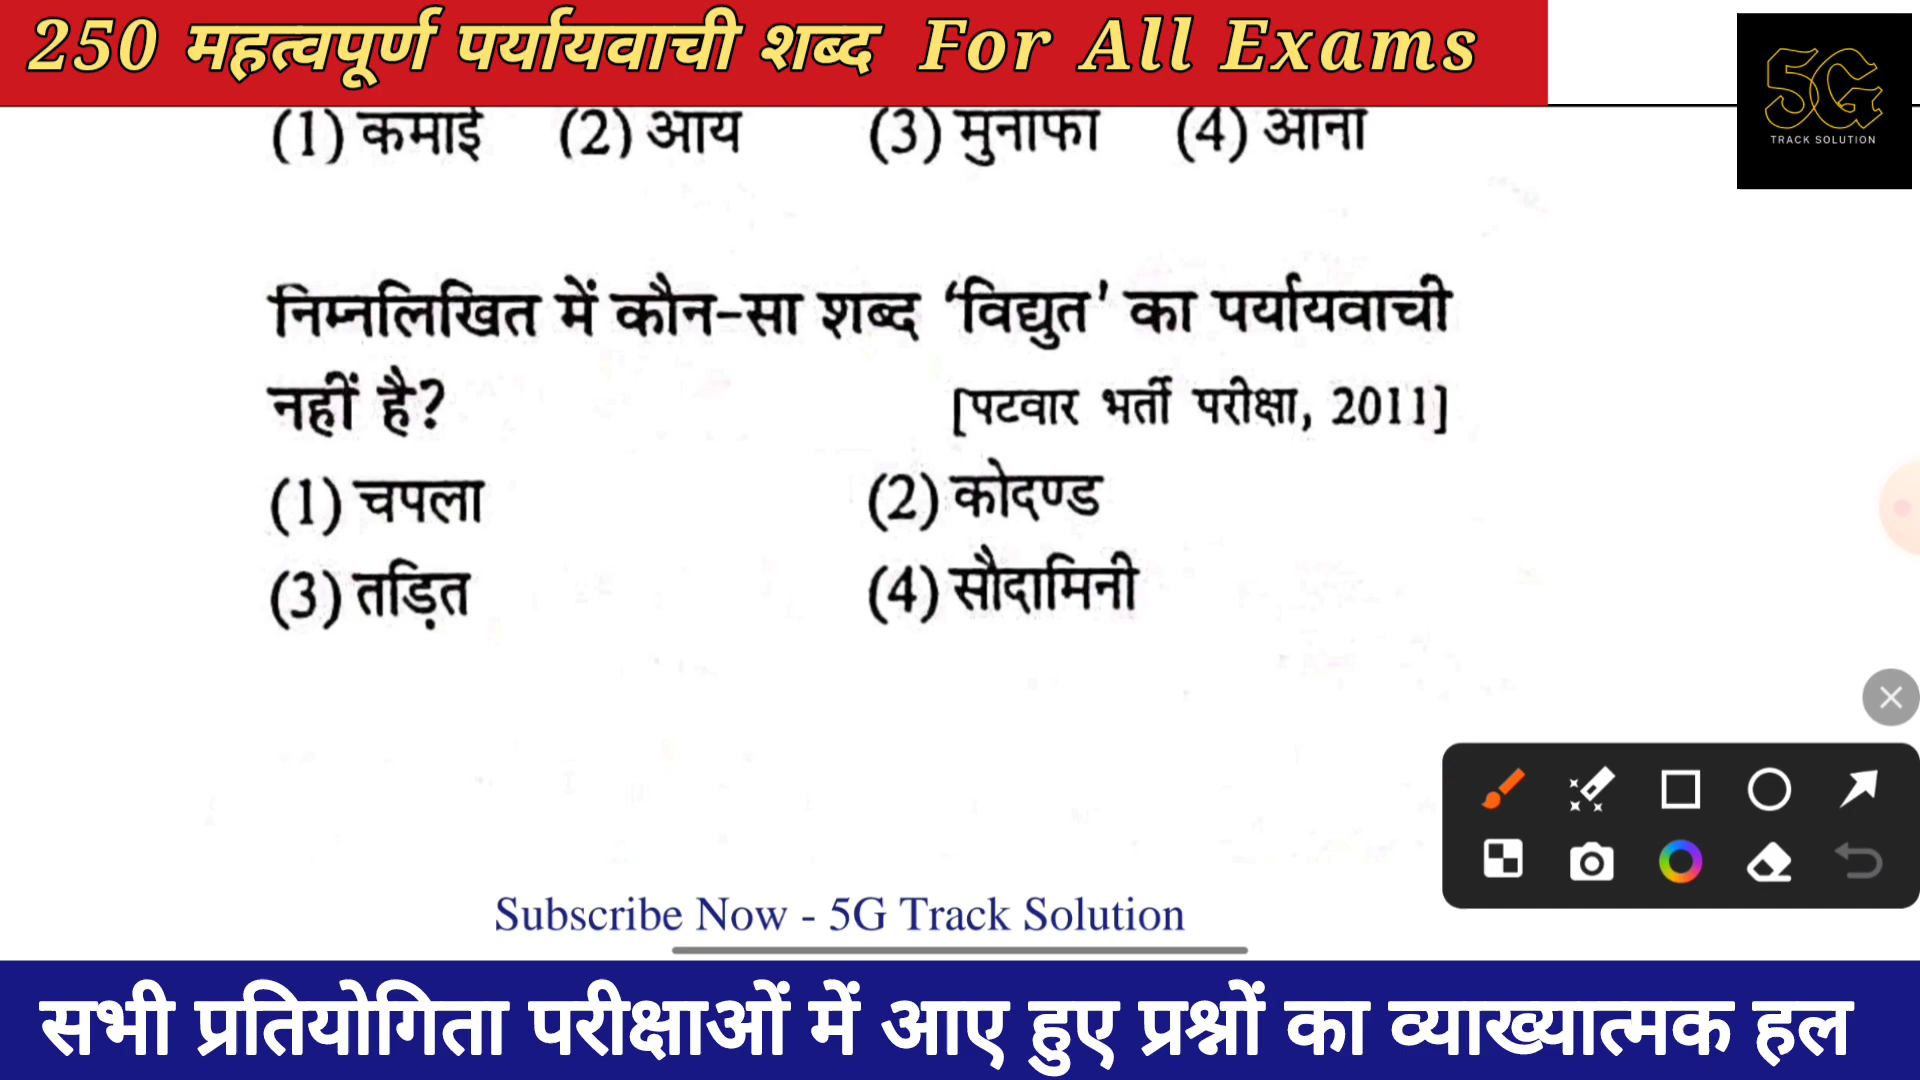 250 महत्वपूर्ण पर्यायवाची शब्द For All Exams
5G
TRACK SOLUTION
(1) कमाई (2) आय (3) मुनाफा (4) आना
निम्नलिखित में कौन-सा शब्द ‘विद्युत’ का पर्यायवाची
नहीं है? [पटवार भर्ती परीक्षा, 2011]
(1) चपला (2) कोदण्ड
(3) तड़ित (4) सौदामिनी
Subscribe Now - 5G Track Solution
सभी प्रतियोगिता परीक्षाओं में आए हुए प्रश्नों का व्याख्यात्मक हल